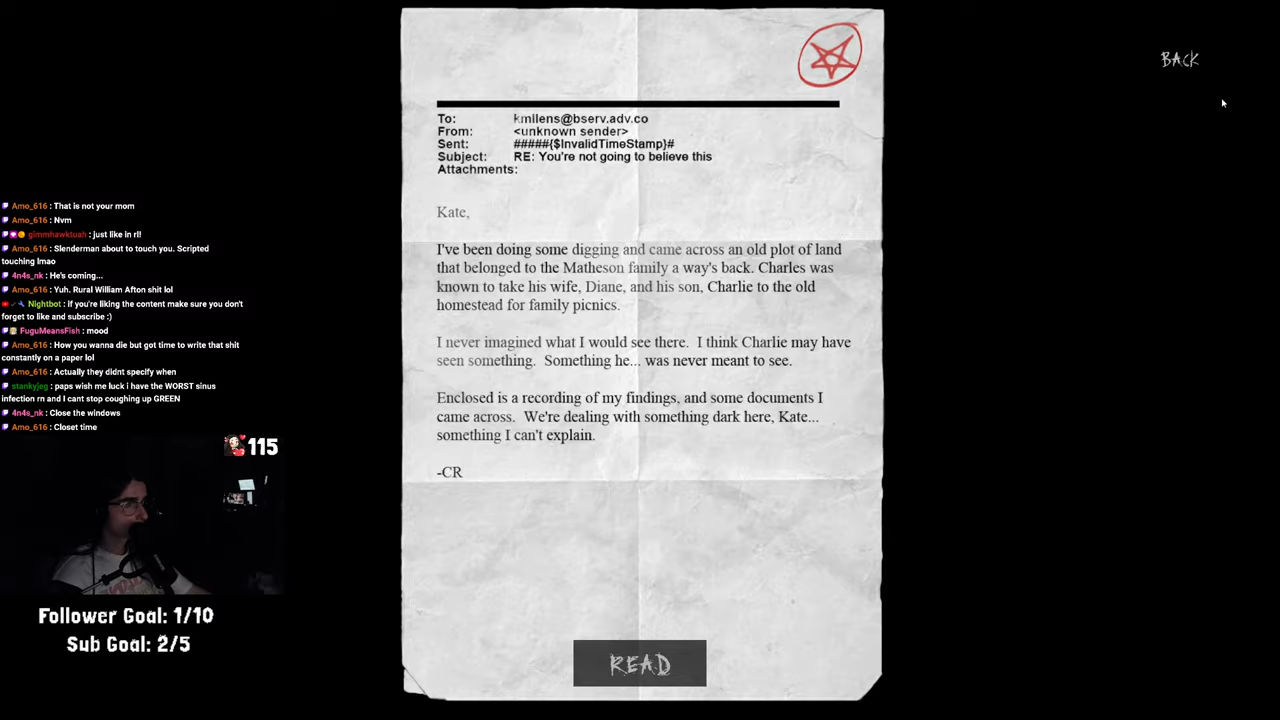 BACK
To: kmilens@bserv.adv.co
From: <unknown sender>
Sent: #####{$InvalidTimeStamp}#
Subject: RE: You're not going to believe this
Attachments:
Kate,
I've been doing some digging and came across an old plot of land
that belonged to the Matheson family a way's back. Charles was
known to take his wife, Diane, and his son, Charlie to the old
homestead for family picnics.
I never imagined what I would see there. I think Charlie may have
seen something. Something he... was never meant to see.
Enclosed is a recording of my findings, and some documents I
came across. We're dealing with something dark here, Kate...
something I can't explain.
-CR
READ
Amo_616 : That is not your mom
Amo_616 : Nvm
gimmhawktuah : just like in rl!
Amo_616 : Slenderman about to touch you. Scripted
touching lmao
4n4s_nk : He's coming...
Amo_616 : Yuh. Rural William Afton shit lol
Nightbot : if you're liking the content make sure you don't
forget to like and subscribe :)
FuguMeansFish : mood
Amo_616 : How you wanna die but got time to write that shit
constantly on a paper lol
Amo_616 : Actually they didnt specify when
stankyjeg : paps wish me luck i have the WORST sinus
infection rn and I cant stop coughing up GREEN
4n4s_nk : Close the windows
Amo_616 : Closet time
115
Follower Goal: 1/10
Sub Goal: 2/5